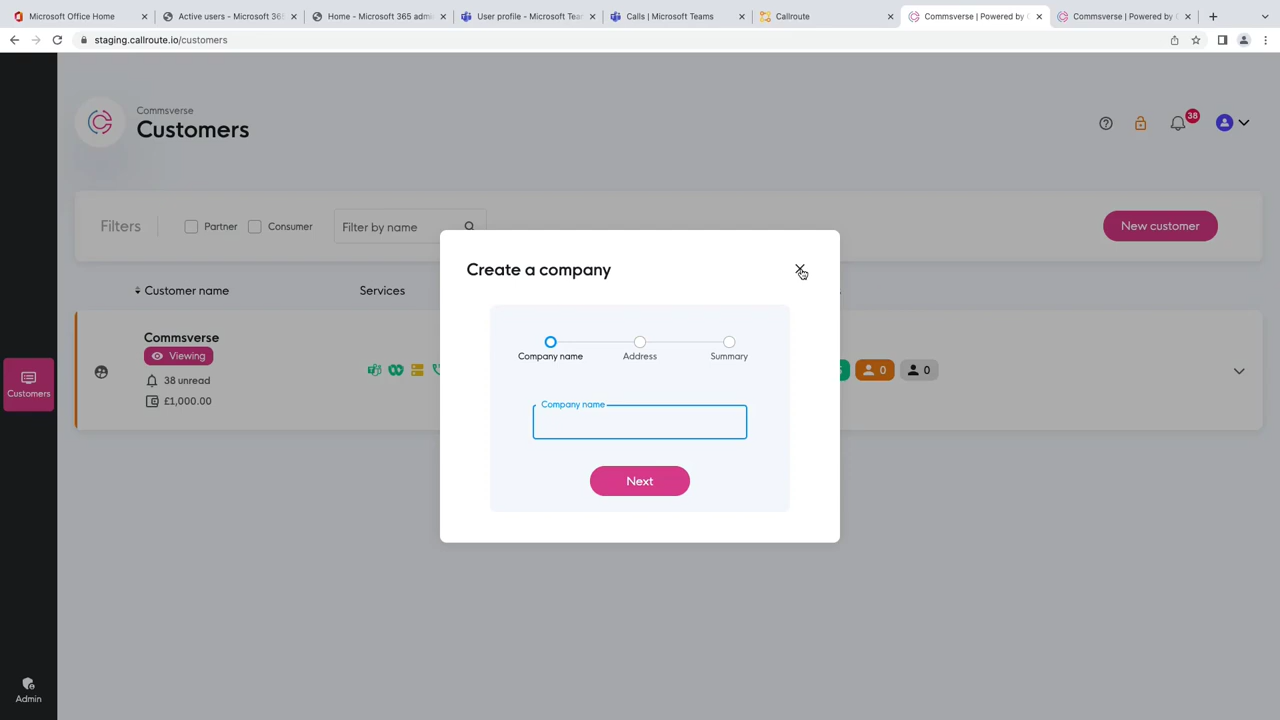 Microsoft Office Home
Active users - Microsoft 365
Home - Microsoft 365 admi
User profile - Microsoft Tea
Calls | Microsoft Teams
Callroute
Commsverse | Powered by
Commsverse | Powered by
staging.callroute.io/customers
Commsverse
Customers
38
Filters
Partner
Consumer
Filter by name
New customer
Create a company
Customer name
Services
Company name
Address
Summary
Commsverse
Viewing
38 unread
£1,000.00
0
0
Company name
Next
Customers
Admin